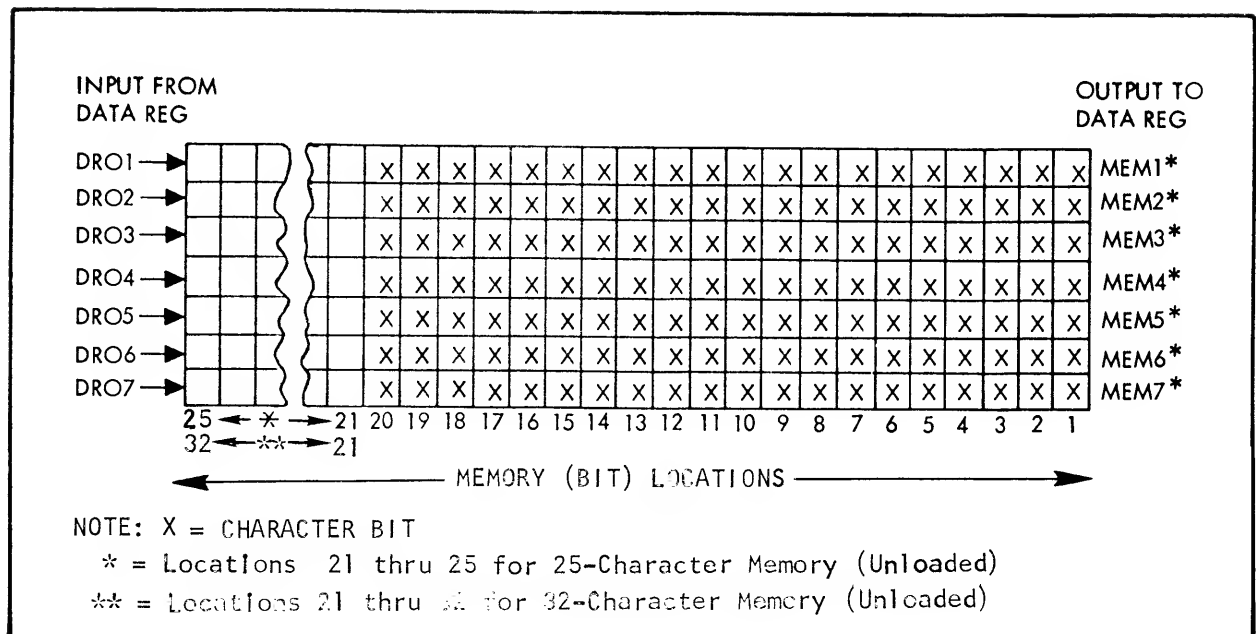 INPUT FROM
DATA REG
OUTPUT TO
DATA REG
DRO1 X X X X X X X X X X X X X X X X X X X X MEM1*
DRO2 X X X X X X X X X X X X X X X X X X X X MEM2*
DRO3 X X X X X X X X X X X X X X X X X X X X MEM3*
DRO4 X X X X X X X X X X X X X X X X X X X X MEM4*
DRO5 X X X X X X X X X X X X X X X X X X X X MEM5*
DRO6 X X X X X X X X X X X X X X X X X X X X MEM6*
DRO7 X X X X X X X X X X X X X X X X X X X X MEM7*
25 * 21 20 19 18 17 16 15 14 13 12 11 10 9 8 7 6 5 4 3 2 1
32 ** 21
MEMORY (BIT) LOCATIONS
NOTE: X = CHARACTER BIT
* = Locations 21 thru 25 for 25-Character Memory (Unloaded)
** = Locations 21 thru for 32-Character Memory (Unloaded)